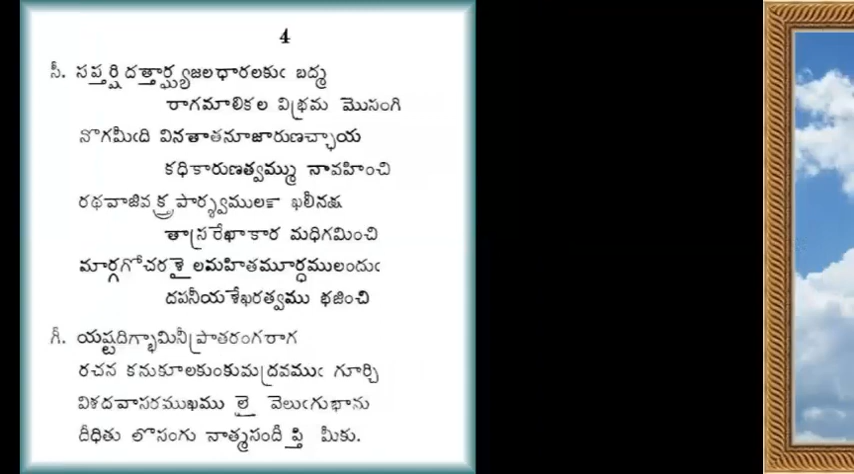 4
సీ. సప్తర్షి దత్తార్ఘ్యజలధారలకుఁ బద్మ
రాగమాలికల విభ్రమ మొసంగి
నొగమీఁది వినతాతనూజారుణచ్ఛాయ
కధికారుణత్వమ్ము నావహించి
రథవాజివక్త్రపార్శ్వములన్ ఖలీనజ
తామ్రరేఖాకార మధిగమించి
మార్గగోచరశైలమహితమూర్ధములందుఁ
దపనీయశేఖరత్వము భజించి
గీ. యష్టదిగ్భామినీప్రాతరంగరాగ
రచన కనుకూలకుంకుమద్రవముఁ గూర్చి
విశదవాసరముఖము లై వెలుఁగుభాను
దీధితు లొసంగు నాత్మసందీప్తి మీకు.